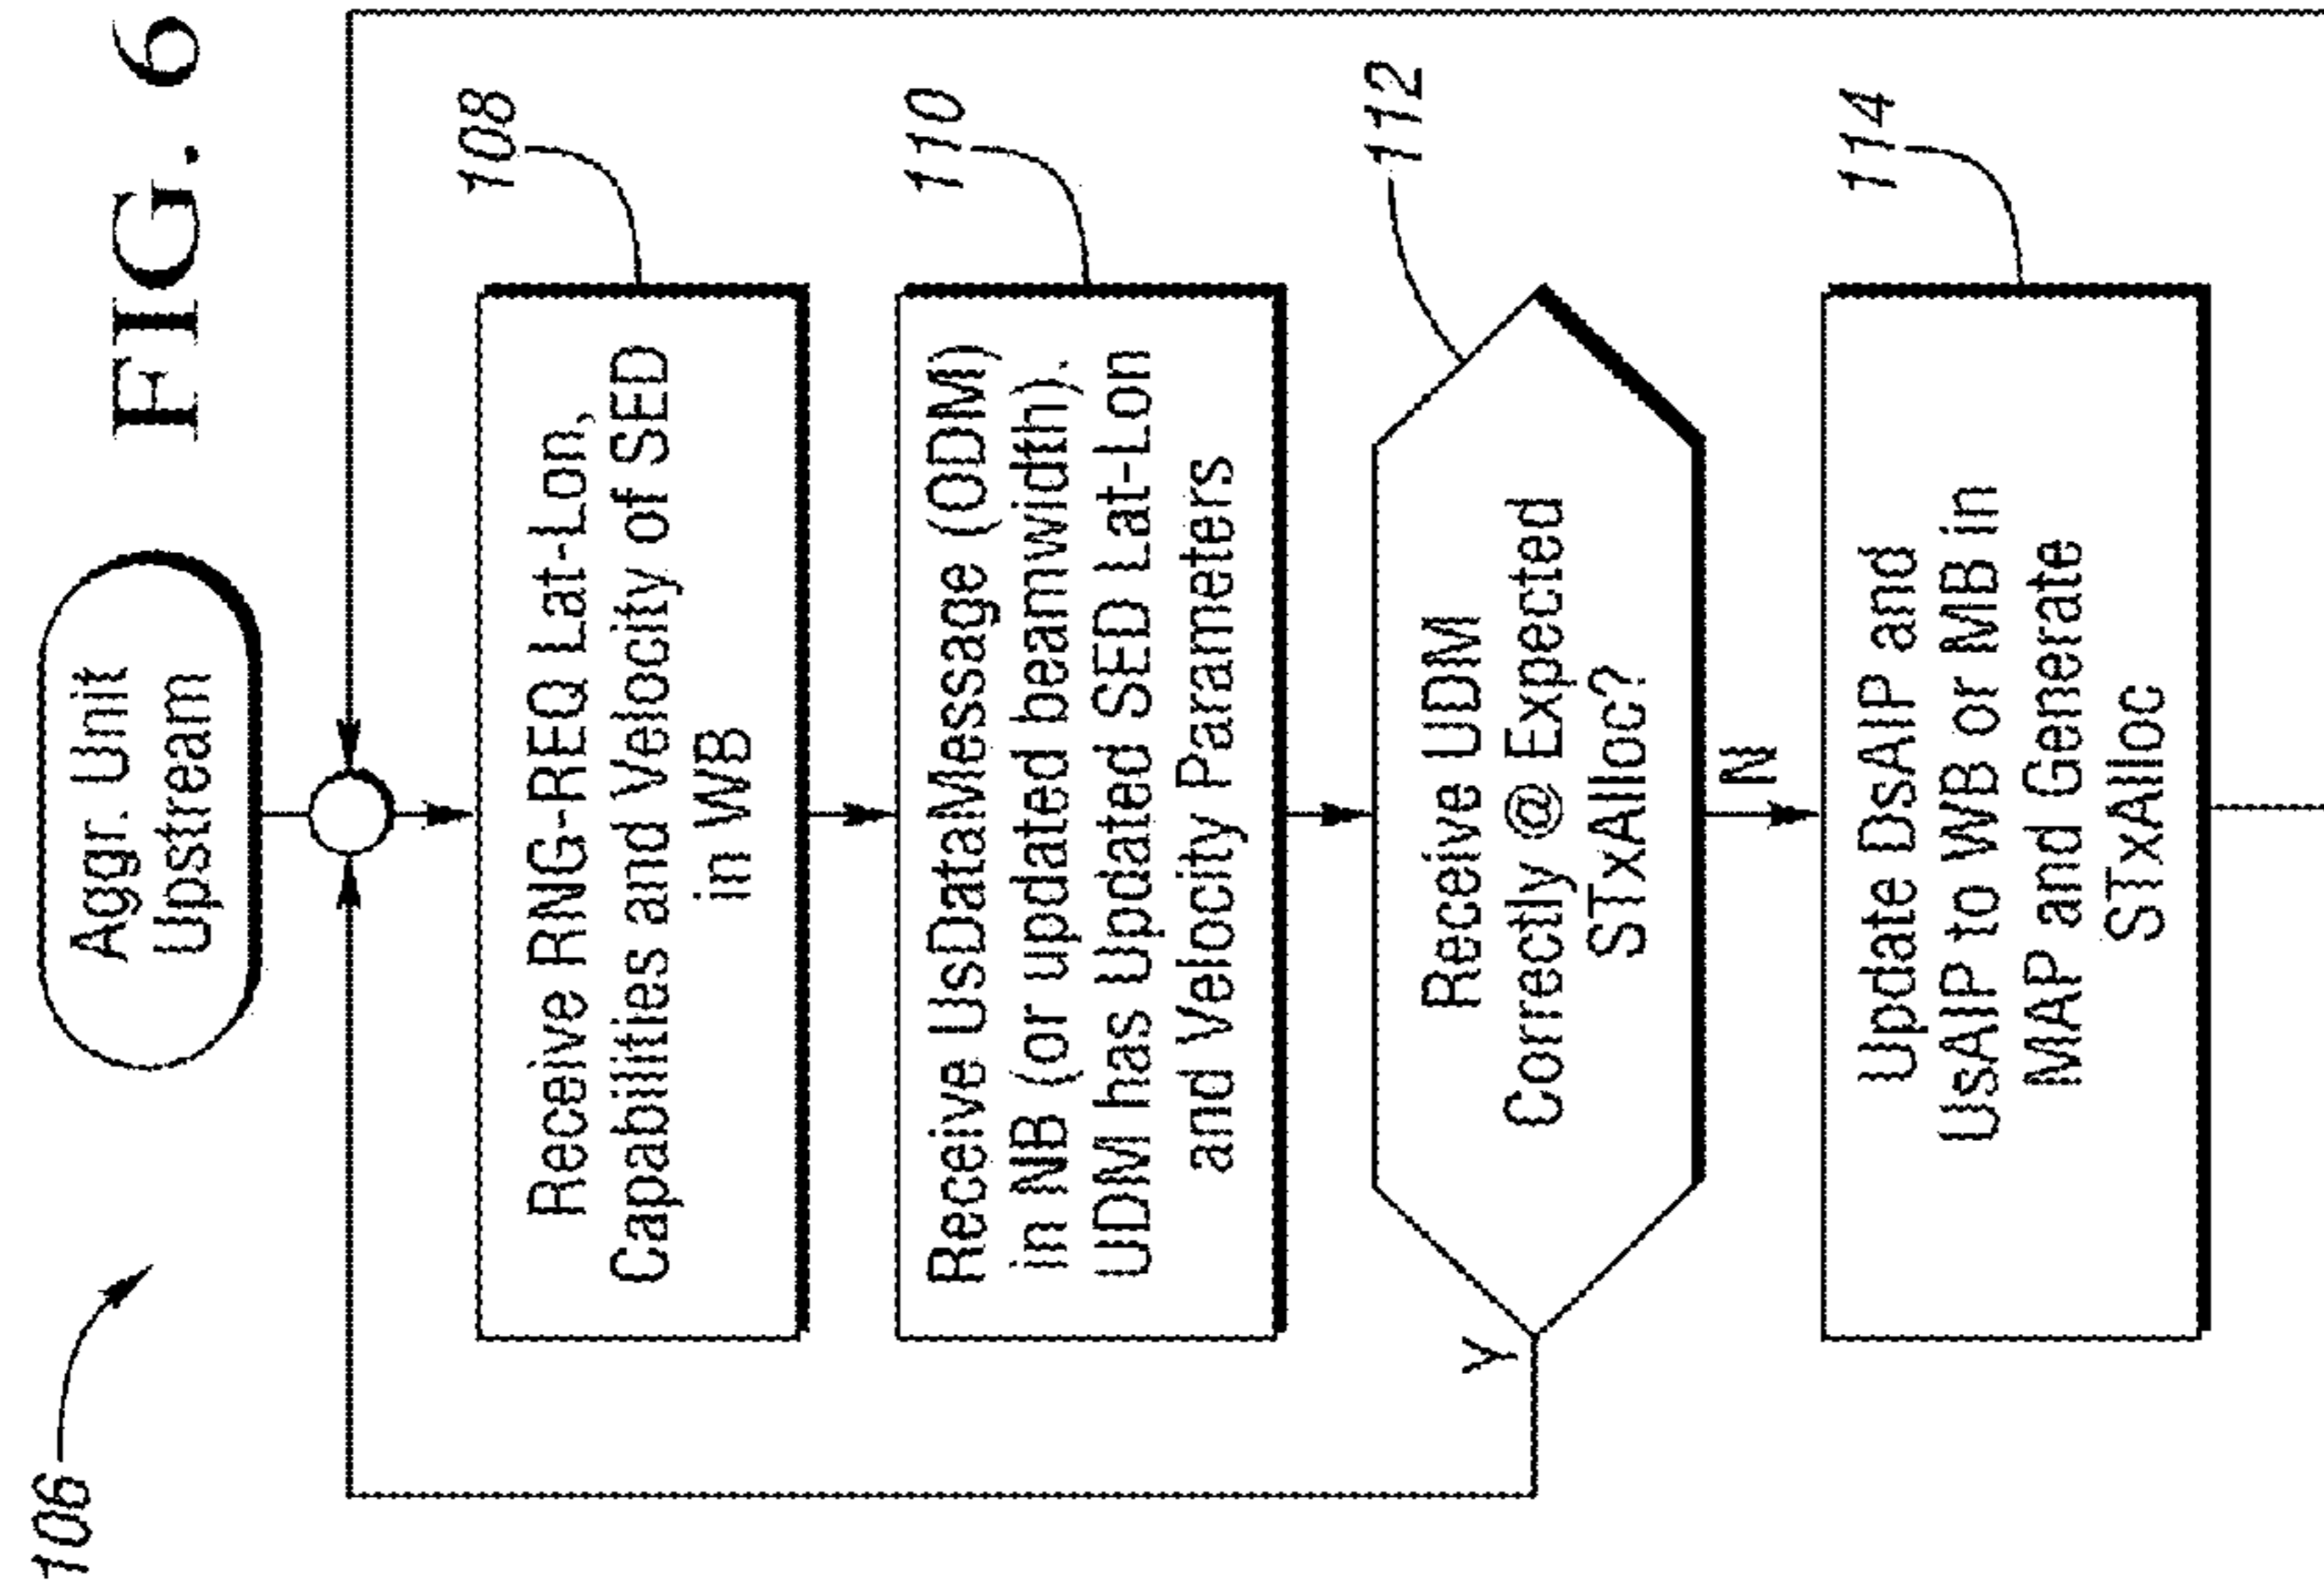 FIG. 6
106
Aggr. Unit
Upstream
108
Receive RNG-REQ Lat-Lon,
Capabilities and Velocity of SED
in WB
110
Receive UsDataMessage (ODM)
in NB (or updated beamwidth).
UDM has Updated SED Lat-Lon
and Velocity Parameters
112
Receive UDM
Correctly @ Expected
STxAlloc?
Y
N
114
Update DsAIP and
UsAIP to WB or MB in
MAP and Generate
STxAlloc